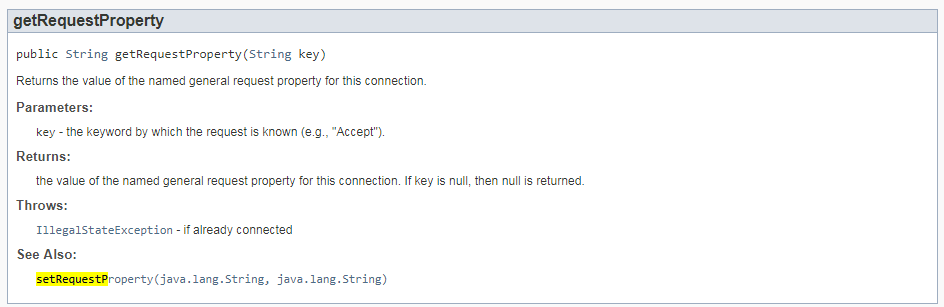 getRequestProperty
public String getRequestProperty(String key)
Returns the value of the named general request property for this connection.
Parameters:
key - the keyword by which the request is known (e.g., "Accept").
Returns:
the value of the named general request property for this connection. If key is null, then null is returned.
Throws:
IllegalStateException - if already connected
See Also:
setRequestProperty(java.lang.String, java.lang.String)